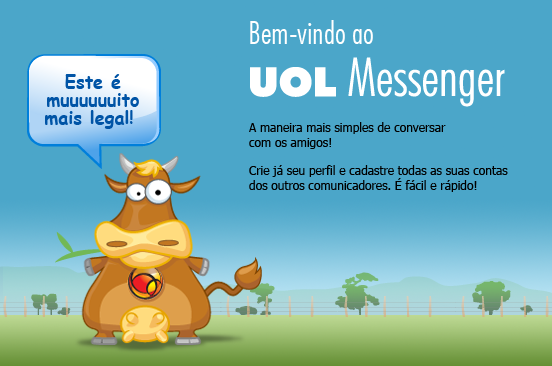 Bem-vindo ao
UOL Messenger
Este é
muuuuuuito
mais legal!
A maneira mais simples de conversar
com os amigos!
Crie já seu perfil e cadastre todas as suas contas
dos outros comunicadores. É fácil e rápido!